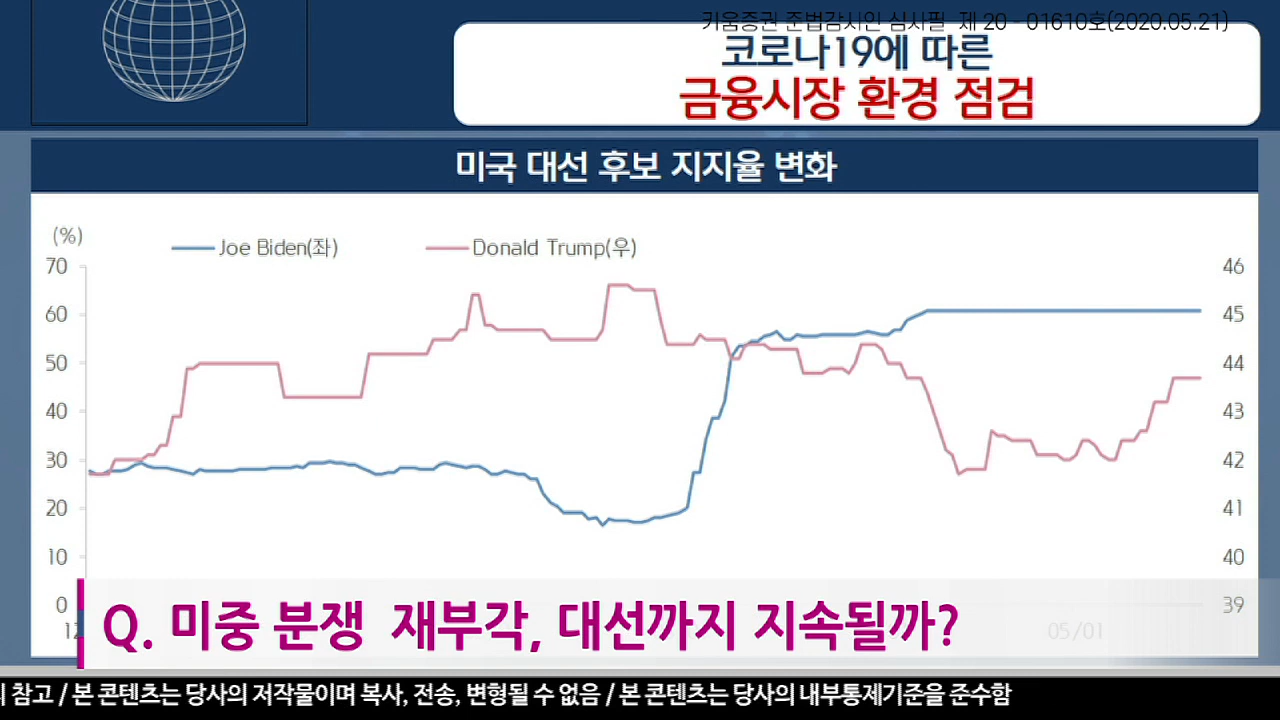 키움증권 준법감시인 심사필 제 20 - 01610호(2020.05.21)
코로나19에 따른
금융시장 환경 점검
미국 대선 후보 지지율 변화
(%)
Joe Biden(좌) Donald Trump(우)
70 46
60 45
50 44
40 43
30 42
20 41
10 40
0 39
12 05/01
Q. 미중 분쟁 재부각, 대선까지 지속될까?
참고 / 본 콘텐츠는 당사의 저작물이며 복사, 전송, 변형될 수 없음 / 본 콘텐츠는 당사의 내부통제기준을 준수함